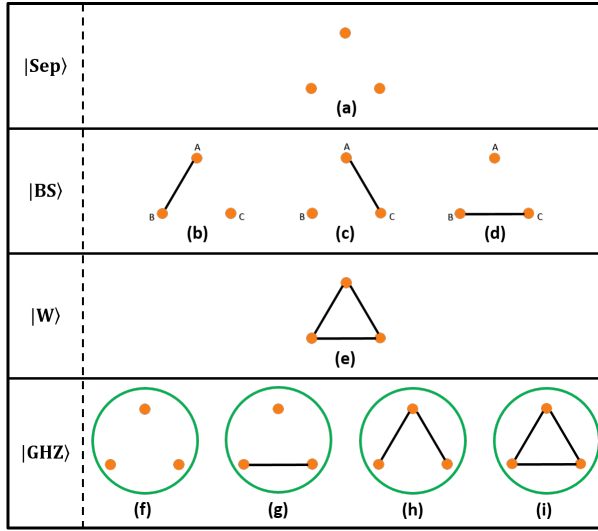 |Sep⟩
(a)
|BS⟩
A
B
C
(b)
A
B
C
(c)
A
B
C
(d)
|W⟩
(e)
|GHZ⟩
(f)
(g)
(h)
(i)